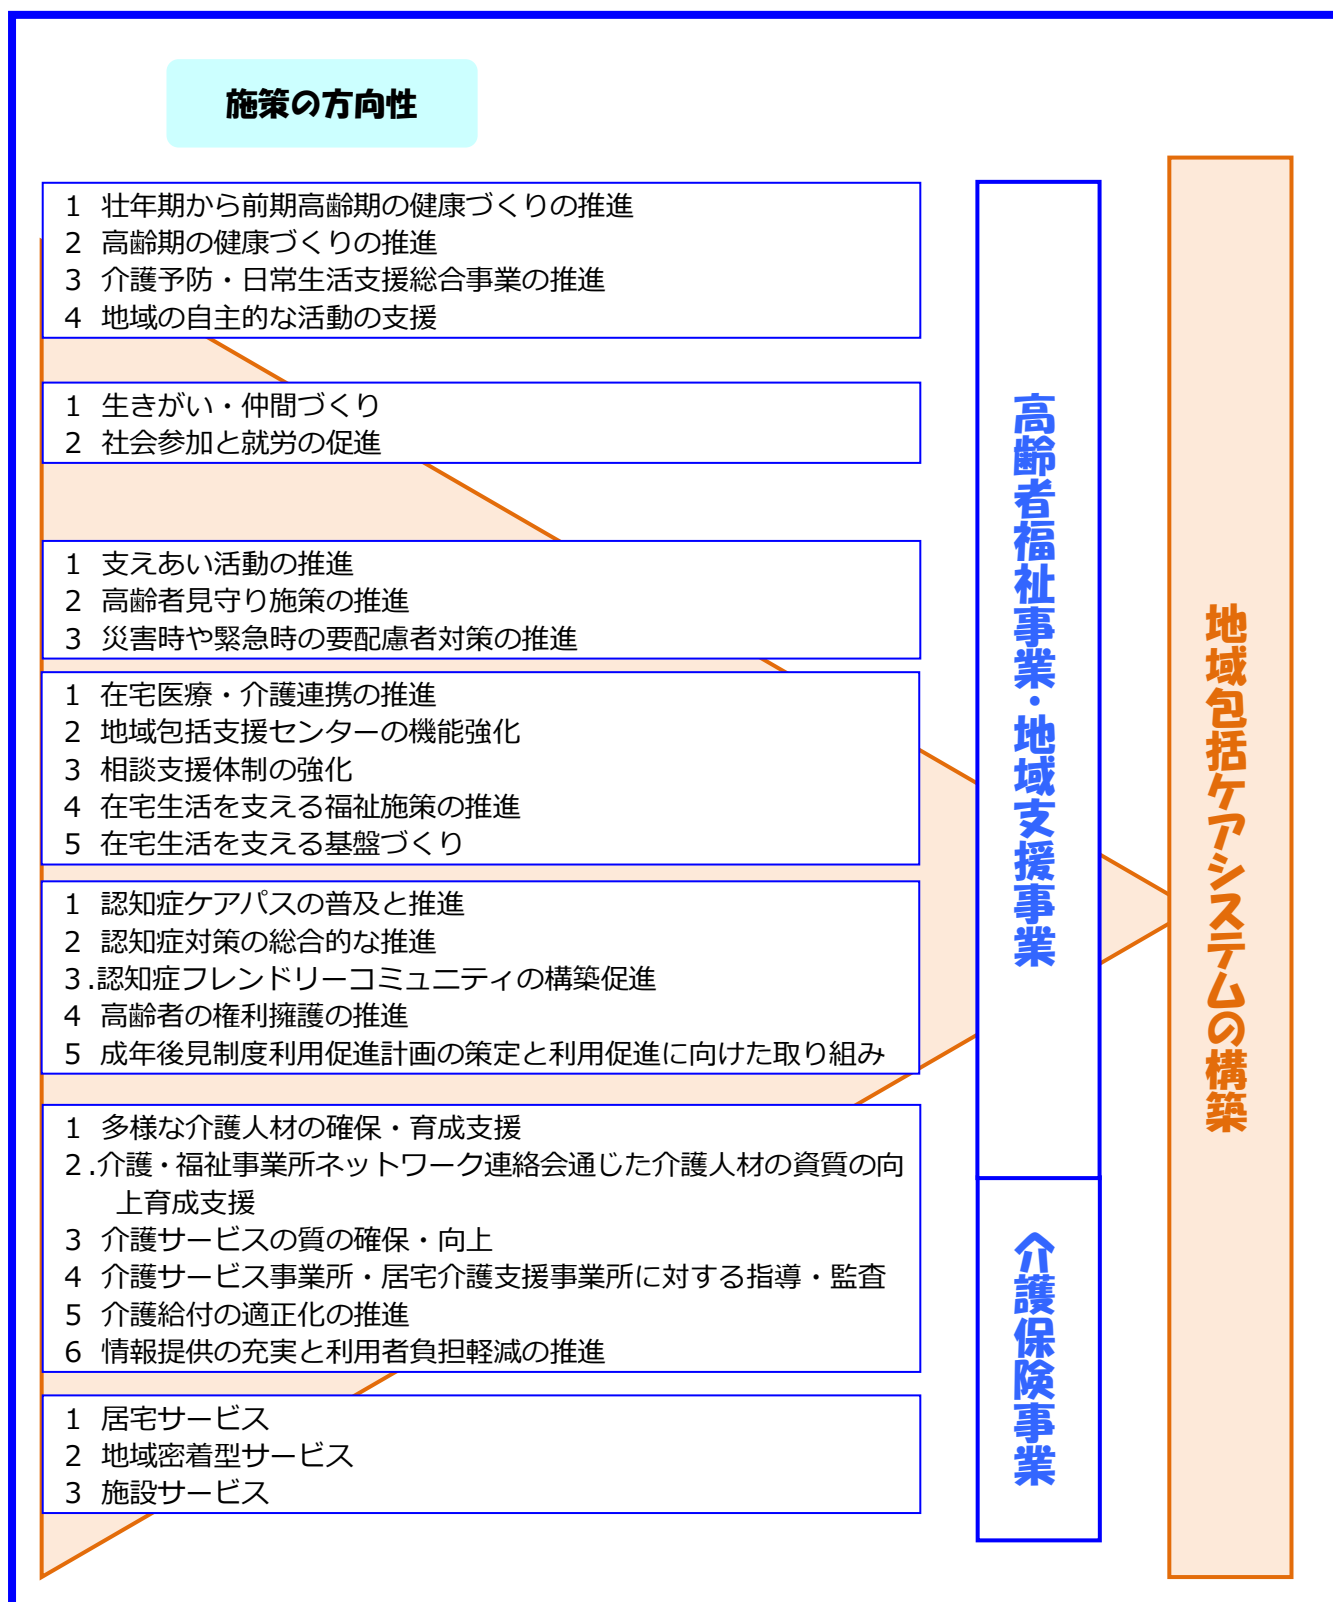 施策の方向性
1 壮年期から前期高齢期の健康づくりの推進
2 高齢期の健康づくりの推進
3 介護予防・日常生活支援総合事業の推進
4 地域の自主的な活動の支援
1 生きがい・仲間づくり
2 社会参加と就労の促進
1 支えあい活動の推進
2 高齢者見守り施策の推進
3 災害時や緊急時の要配慮者対策の推進
1 在宅医療・介護連携の推進
2 地域包括支援センターの機能強化
3 相談支援体制の強化
4 在宅生活を支える福祉施策の推進
5 在宅生活を支える基盤づくり
1 認知症ケアパスの普及と推進
2 認知症対策の総合的な推進
3.認知症フレンドリーコミュニティの構築促進
4 高齢者の権利擁護の推進
5 成年後見制度利用促進計画の策定と利用促進に向けた取り組み
1 多様な介護人材の確保・育成支援
2.介護・福祉事業所ネットワーク連絡会通じた介護人材の資質の向
上育成支援
3 介護サービスの質の確保・向上
4 介護サービス事業所・居宅介護支援事業所に対する指導・監査
5 介護給付の適正化の推進
6 情報提供の充実と利用者負担軽減の推進
1 居宅サービス
2 地域密着型サービス
3 施設サービス
高齢者福祉事業・地域支援事業
介護保険事業
地域包括ケアシステムの構築